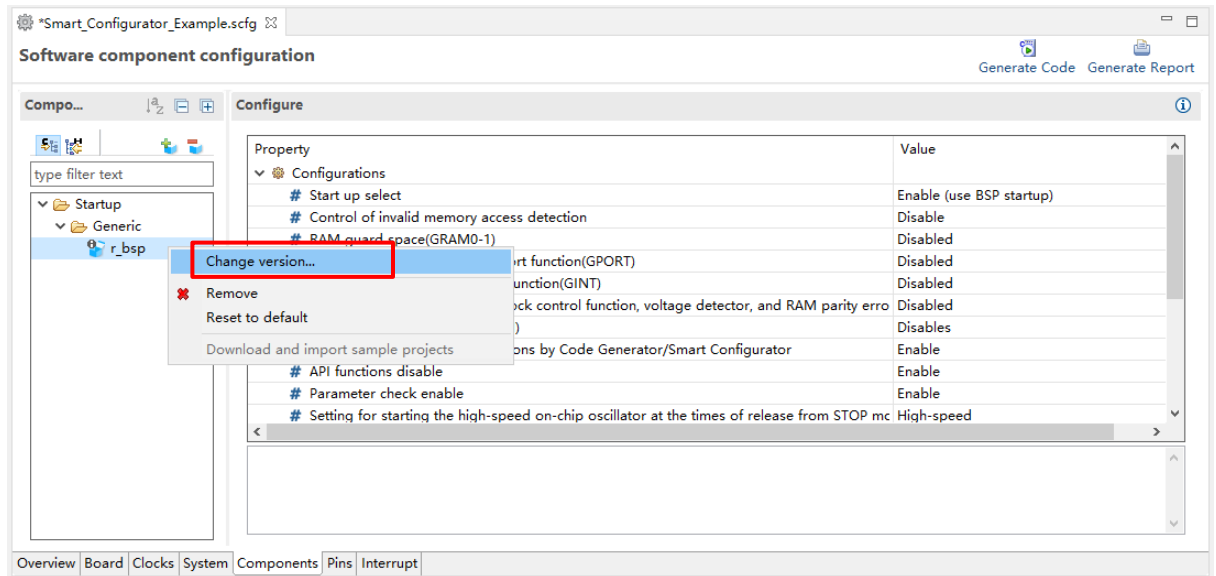 *Smart_Configurator_Example.scfg
Software component configuration
Generate Code Generate Report
Compo...
Configure
type filter text
Startup
Generic
r_bsp
Property Value
Configurations
# Start up select Enable (use BSP startup)
# Control of invalid memory access detection Disable
# RAM guard space(GRAM0-1) Disabled
rt function(GPORT) Disabled
unction(GINT) Disabled
ock control function, voltage detector, and RAM parity erro Disabled
) Disables
ons by Code Generator/Smart Configurator Enable
# API functions disable Enable
# Parameter check enable Enable
# Setting for starting the high-speed on-chip oscillator at the times of release from STOP mc High-speed
Change version...
Remove
Reset to default
Download and import sample projects
Overview Board Clocks System Components Pins Interrupt